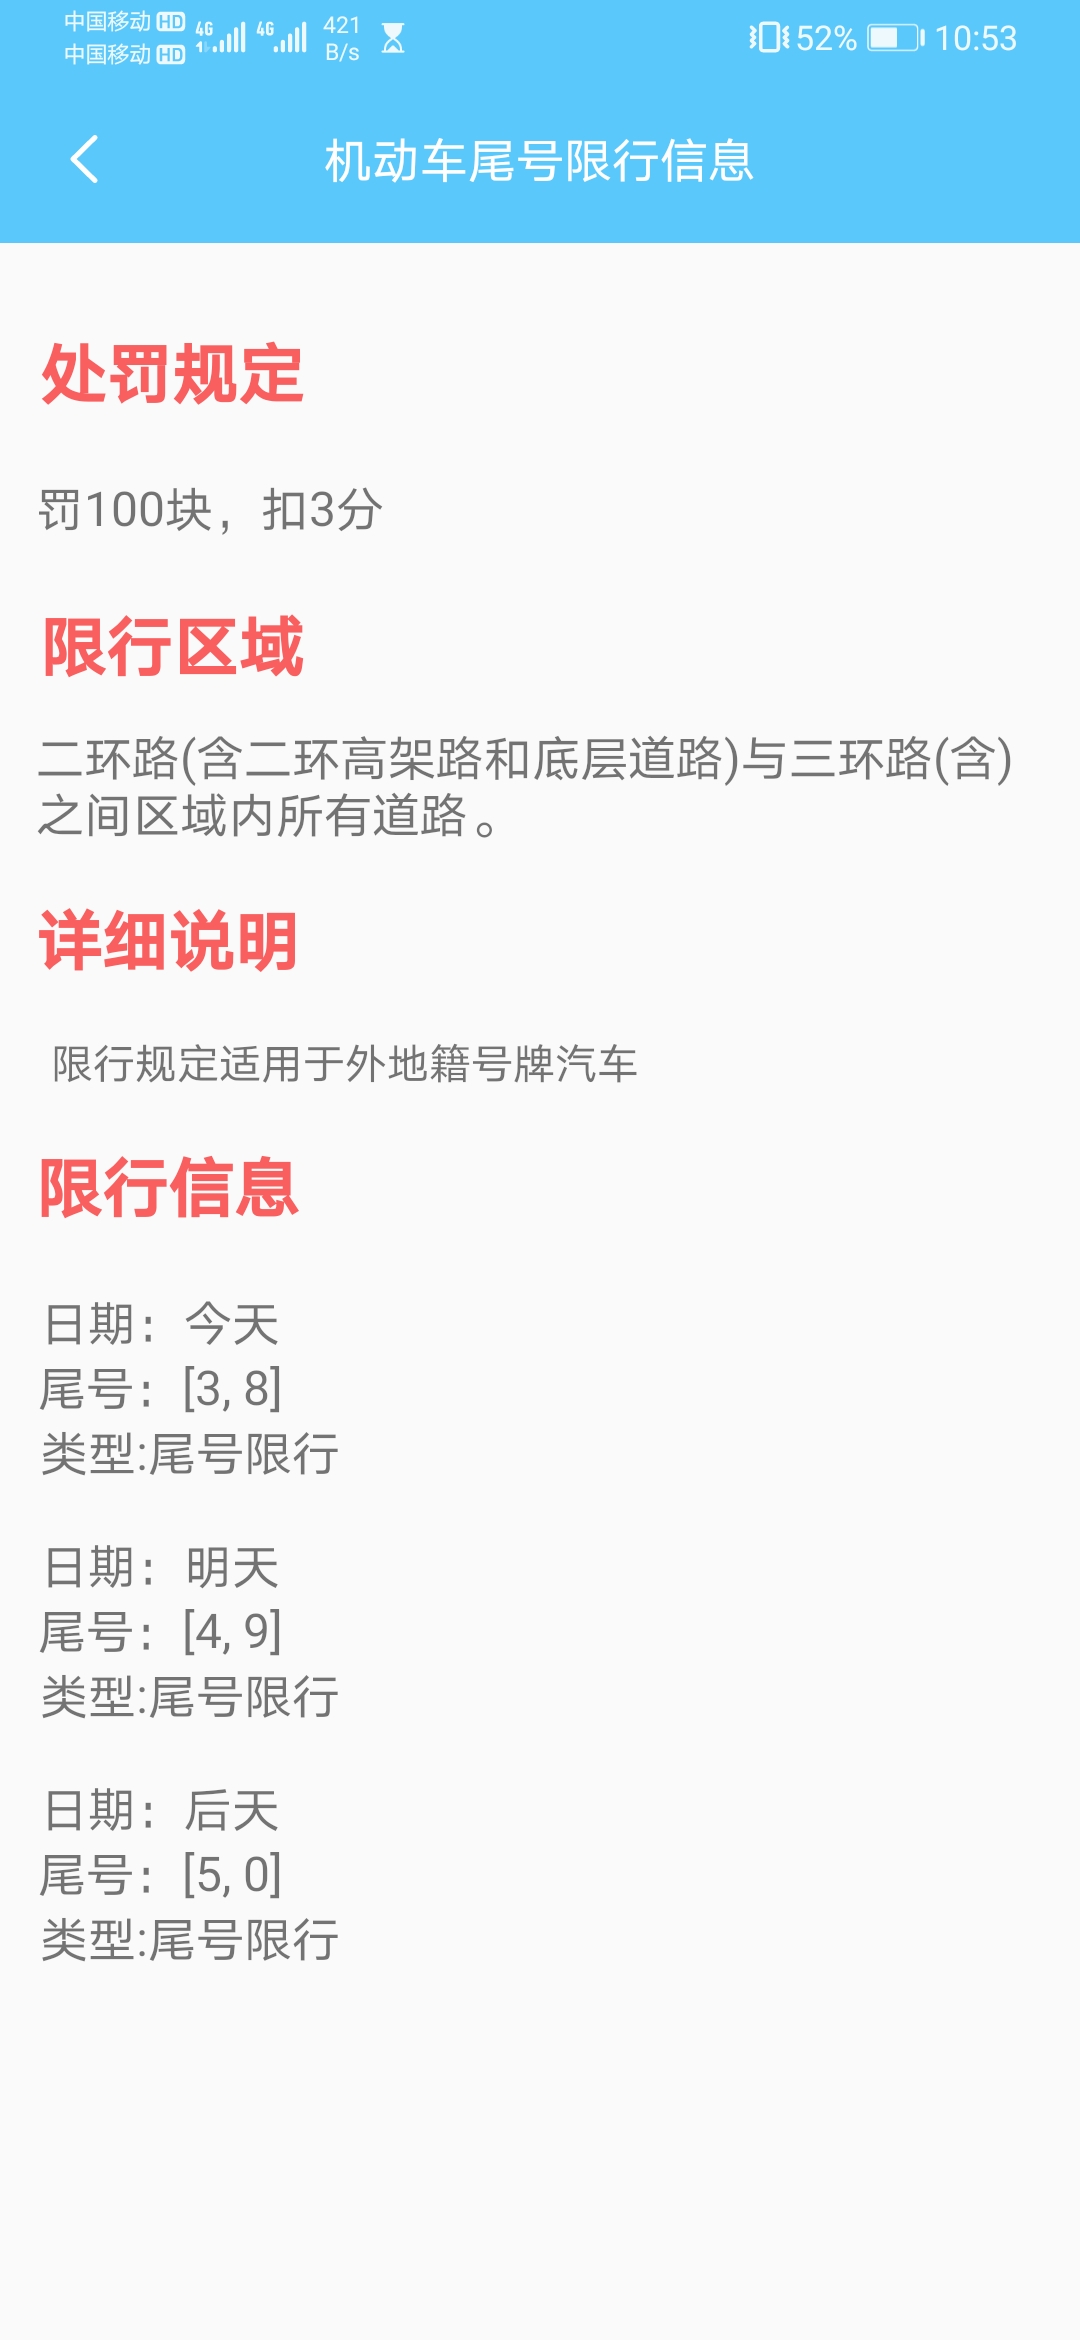 中国移动 HD 4G 4G 421 52% 10:53
中国移动 HD 1 B/s
机动车尾号限行信息
处罚规定
罚100块，扣3分
限行区域
二环路(含二环高架路和底层道路)与三环路(含)
之间区域内所有道路。
详细说明
限行规定适用于外地籍号牌汽车
限行信息
日期：今天
尾号：[3, 8]
类型:尾号限行
日期：明天
尾号：[4, 9]
类型:尾号限行
日期：后天
尾号：[5, 0]
类型:尾号限行